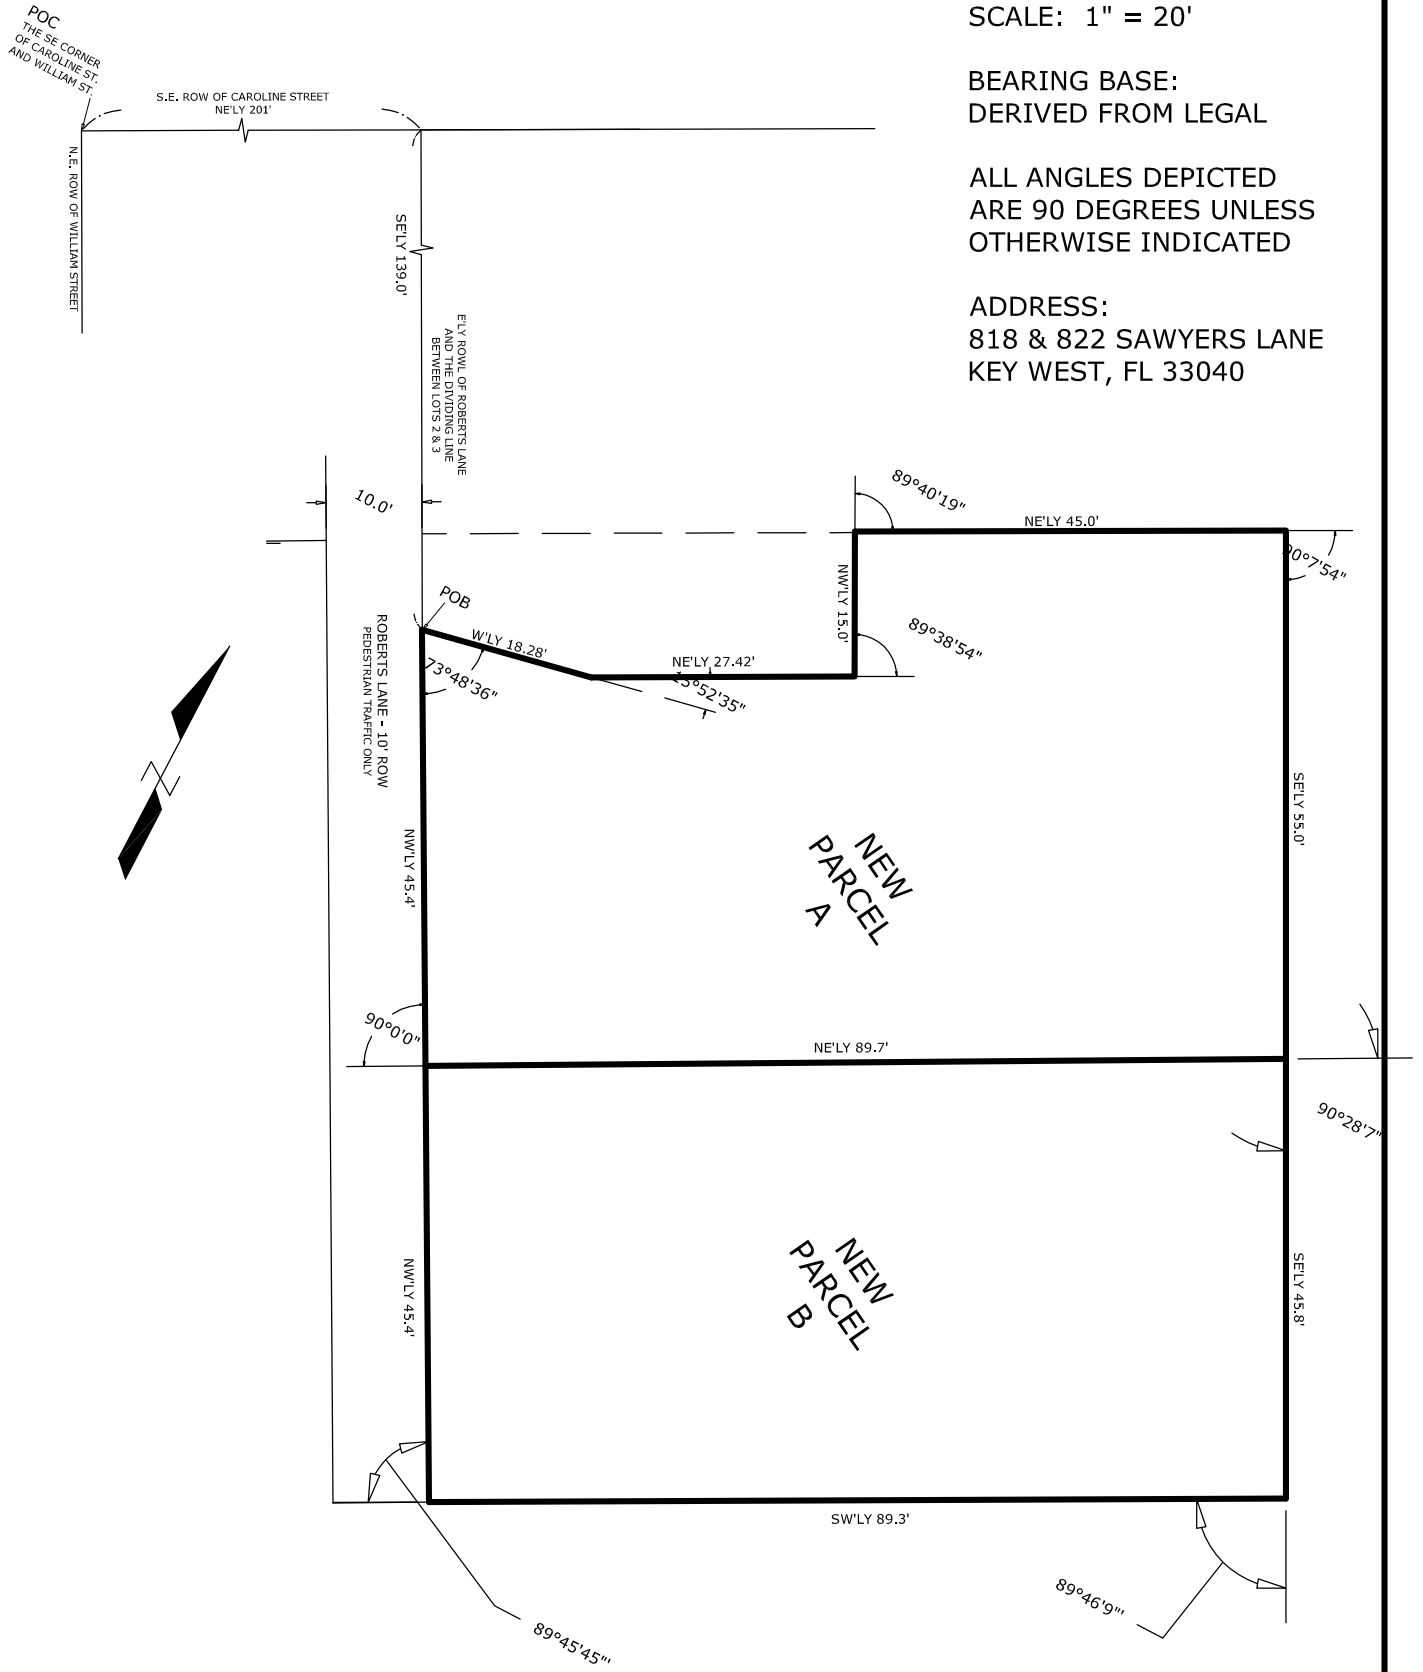 POC
THE SE CORNER
OF CAROLINE ST.
AND WILLIAM ST.
S.E. ROW OF CAROLINE STREET
NE'LY 201'
N.E. ROW OF WILLIAM STREET
SE'LY 139.0'
E'LY ROWL OF ROBERTS LANE
AND THE DIVIDING LINE
BETWEEN LOTS 2 & 3
SCALE: 1" = 20'
BEARING BASE:
DERIVED FROM LEGAL
ALL ANGLES DEPICTED
ARE 90 DEGREES UNLESS
OTHERWISE INDICATED
ADDRESS:
818 & 822 SAWYERS LANE
KEY WEST, FL 33040
10.0'
89°40'19"
NE'LY 45.0'
90°7'54"
NW'LY 15.0'
POB
W'LY 18.28'
73°48'36"
NE'LY 27.42'
15°52'35"
89°38'54"
ROBERTS LANE - 10' ROW
PEDESTRIAN TRAFFIC ONLY
NW'LY 45.4'
SE'LY 55.0'
NEW
PARCEL
A
90°0'0"
NE'LY 89.7'
90°28'7"
NW'LY 45.4'
SE'LY 45.8'
NEW
PARCEL
B
SW'LY 89.3'
89°46'9"'
89°45'45"'